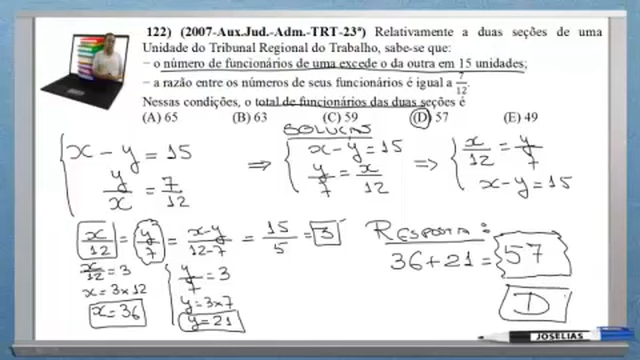 122) (2007-Aux.Jud.-Adm.-TRT-23ª) Relativamente a duas seções de uma
Unidade do Tribunal Regional do Trabalho, sabe-se que:
– o número de funcionários de uma excede o da outra em 15 unidades;
– a razão entre os números de seus funcionários é igual a 7/12.
Nessas condições, o total de funcionários das duas seções é
(A) 65 (B) 63 (C) 59 (D) 57 (E) 49
SOLUÇÃO
{ x - y = 15 ⇒ { x - y = 15 ⇒ { x/12 = y/7
y/x = 7/12 y/7 = x/12 x - y = 15
x/12 = y/7 = x-y/12-7 = 15/5 = 3
x/12 = 3
x = 3x12
x = 36
y/7 = 3
y = 3x7
y = 21
RESPOSTA:
36 + 21 = 57
D
JOSELIAS